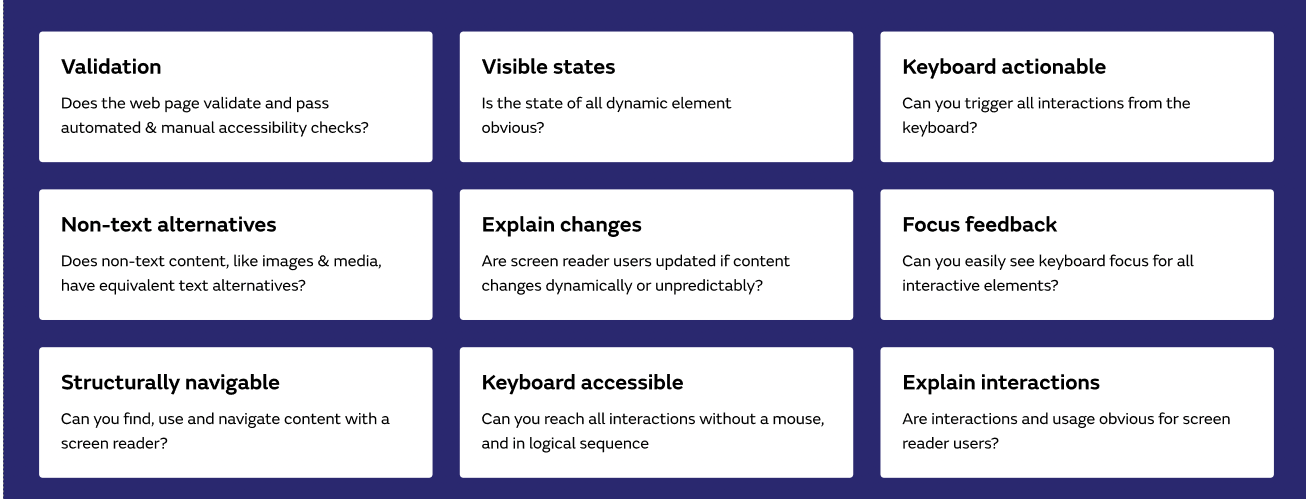 Validation
Does the web page validate and pass
automated & manual accessibility checks?
Visible states
Is the state of all dynamic element
obvious?
Keyboard actionable
Can you trigger all interactions from the
keyboard?
Non-text alternatives
Does non-text content, like images & media,
have equivalent text alternatives?
Explain changes
Are screen reader users updated if content
changes dynamically or unpredictably?
Focus feedback
Can you easily see keyboard focus for all
interactive elements?
Structurally navigable
Can you find, use and navigate content with a
screen reader?
Keyboard accessible
Can you reach all interactions without a mouse,
and in logical sequence
Explain interactions
Are interactions and usage obvious for screen
reader users?